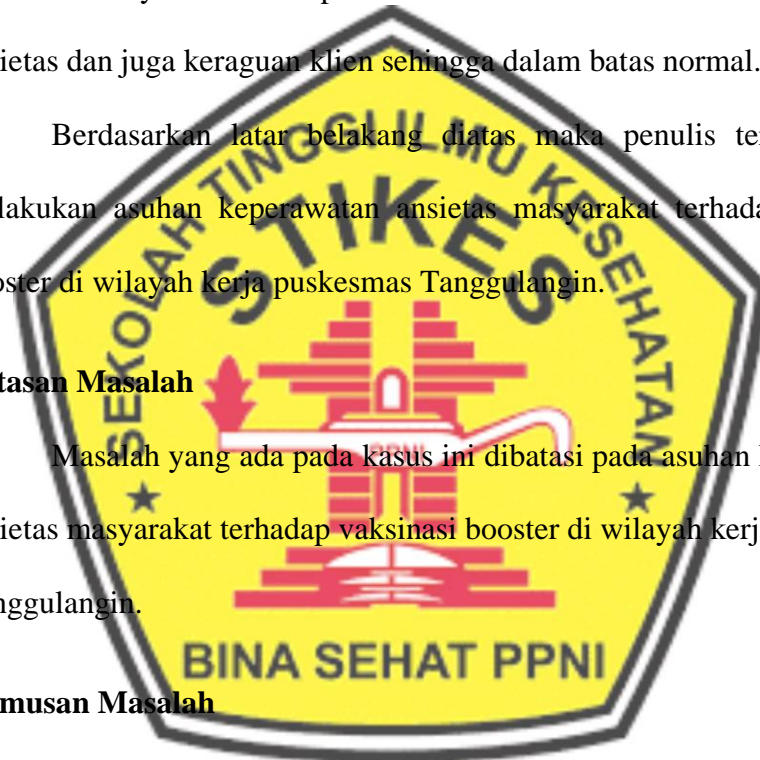 ietas dan juga keraguan klien sehingga dalam batas normal.
Berdasarkan latar belakang diatas maka penulis
lakukan asuhan keperawatan ansietas masyarakat
oster di wilayah kerja puskesmas Tanggulangin.
tasan Masalah
Masalah yang ada pada kasus ini dibatasi pada asuhan
ietas masyarakat terhadap vaksinasi booster di wilayah kerj
nggulangin.
musan Masalah
SEKOLAH TINGGI ILMU KESEHATAN
STIKES
PPNI
BINA SEHAT PPNI